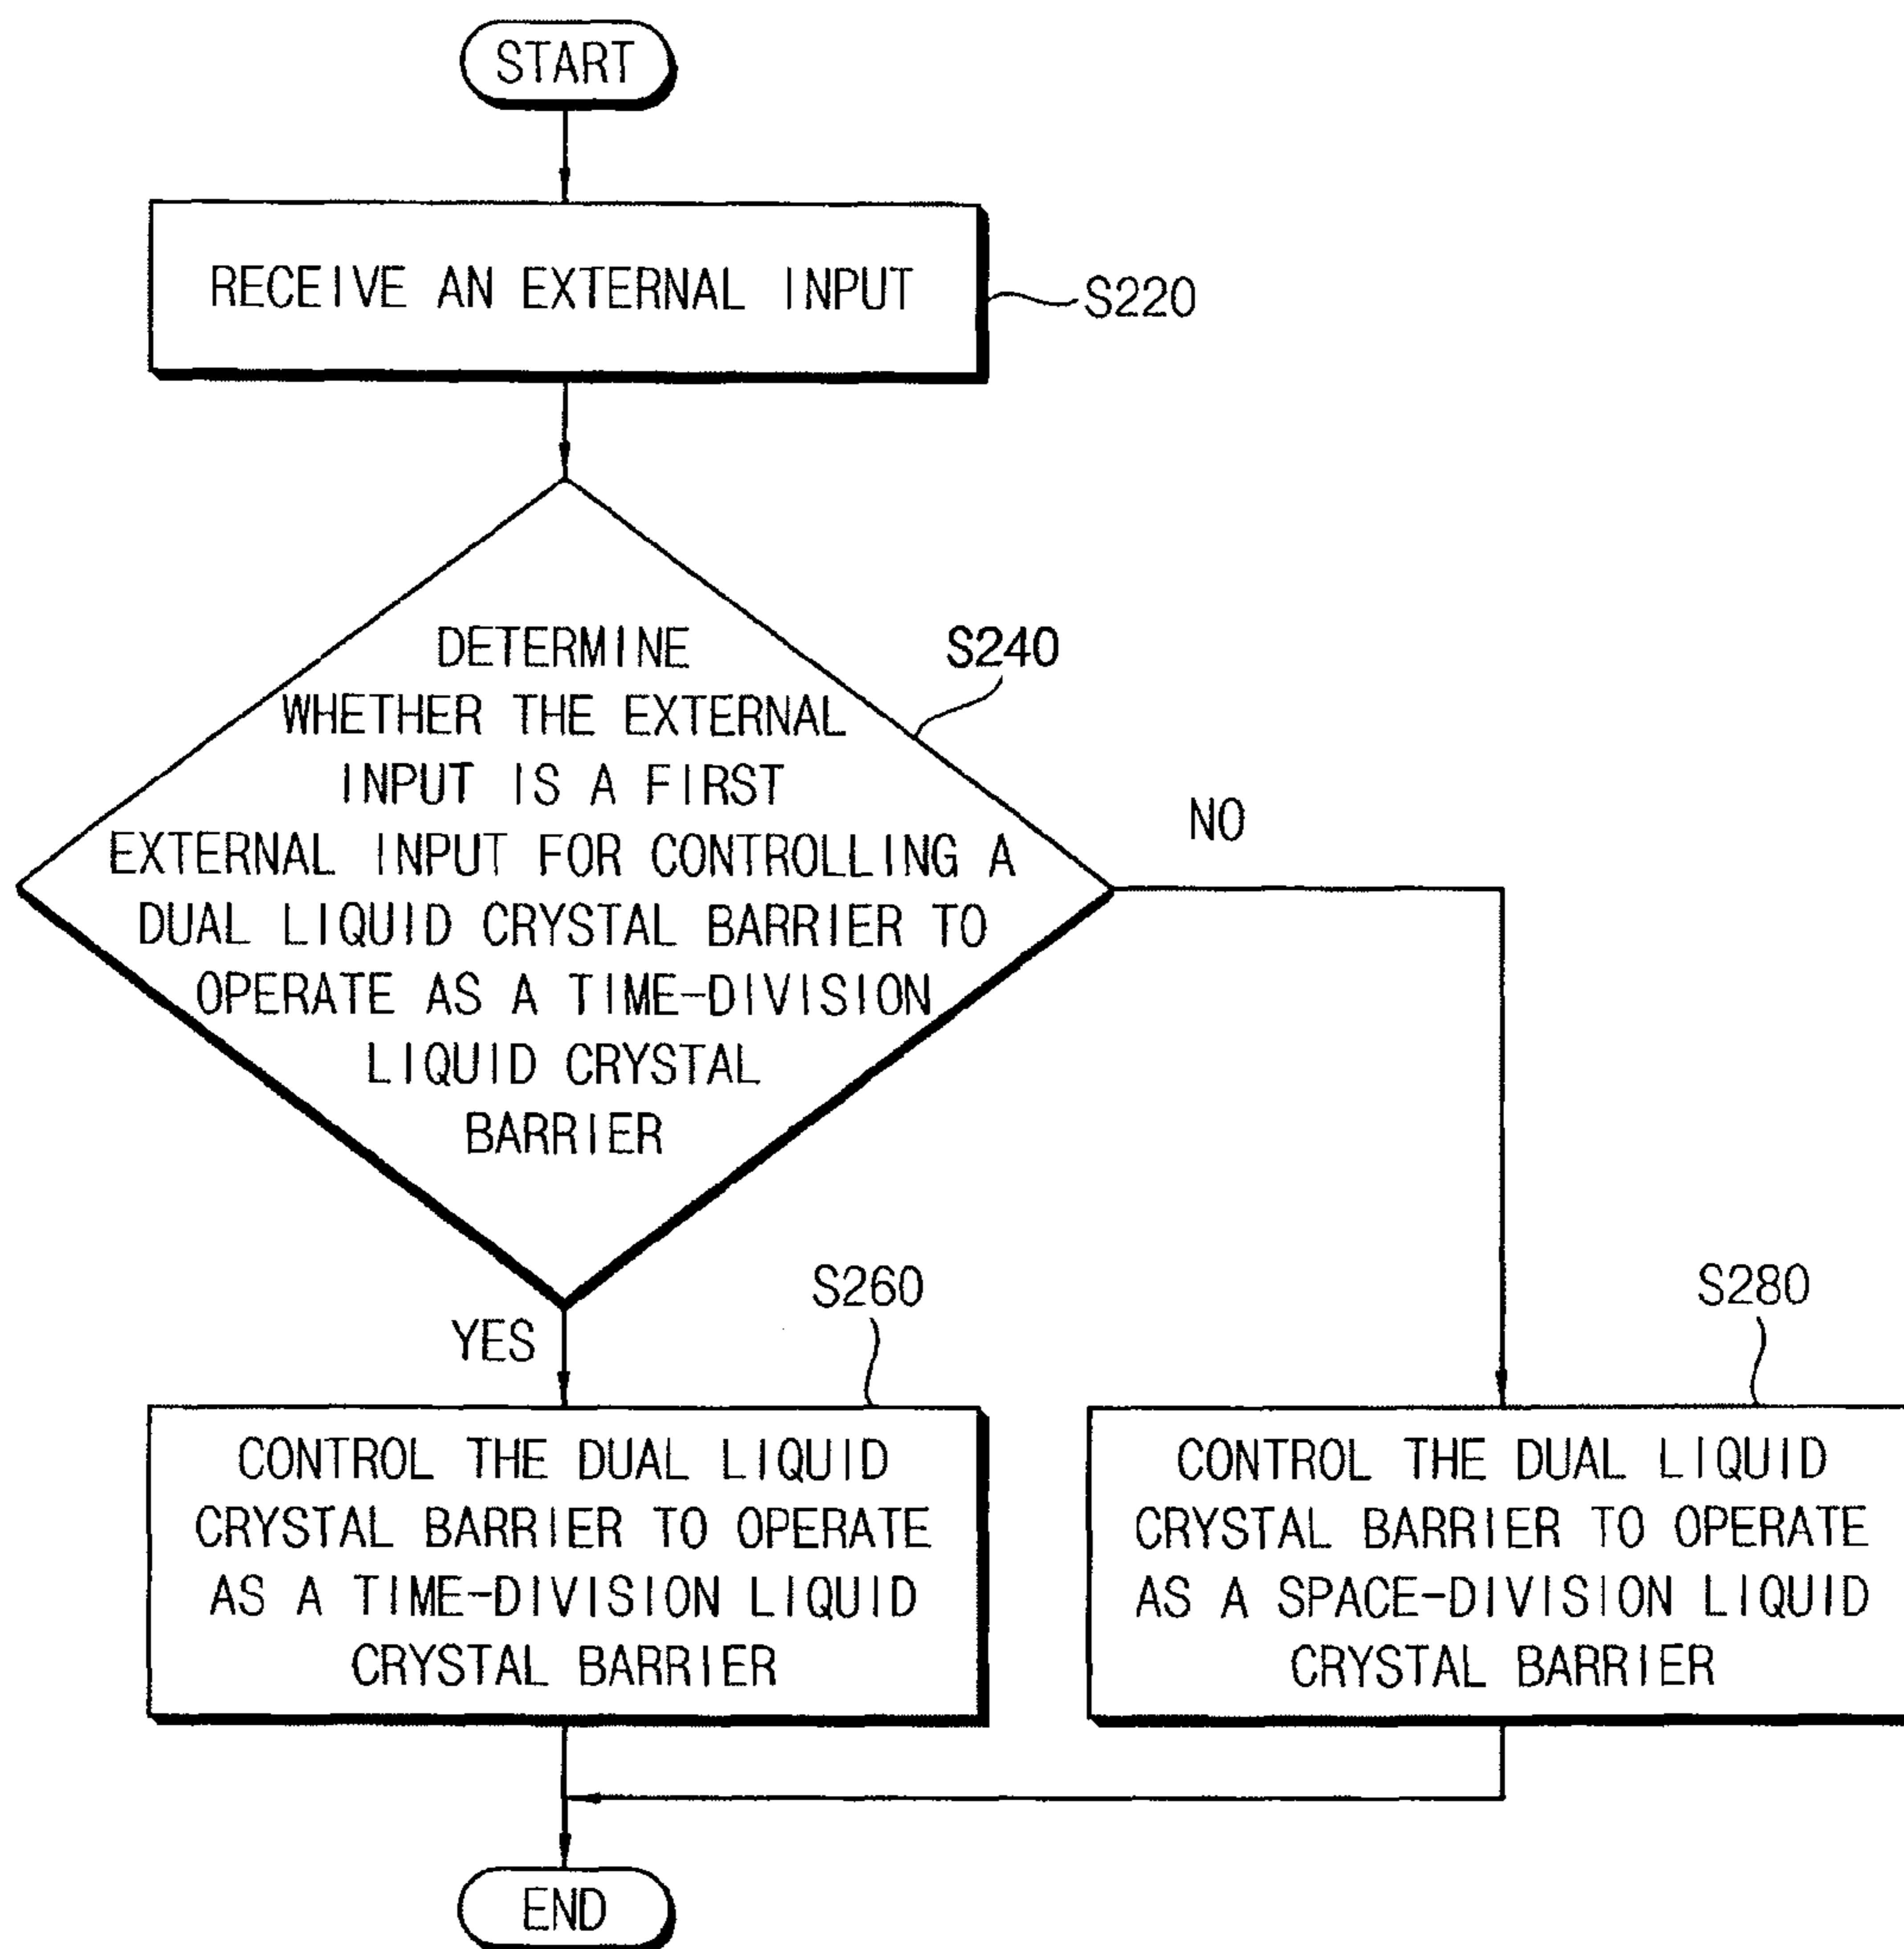 START
RECEIVE AN EXTERNAL INPUT
S220
DETERMINE
S240
WHETHER THE EXTERNAL
INPUT IS A FIRST
EXTERNAL INPUT FOR CONTROLLING A
DUAL LIQUID CRYSTAL BARRIER TO
OPERATE AS A TIME-DIVISION
LIQUID CRYSTAL
BARRIER
NO
YES
S260
CONTROL THE DUAL LIQUID
CRYSTAL BARRIER TO OPERATE
AS A TIME-DIVISION LIQUID
CRYSTAL BARRIER
S280
CONTROL THE DUAL LIQUID
CRYSTAL BARRIER TO OPERATE
AS A SPACE-DIVISION LIQUID
CRYSTAL BARRIER
END